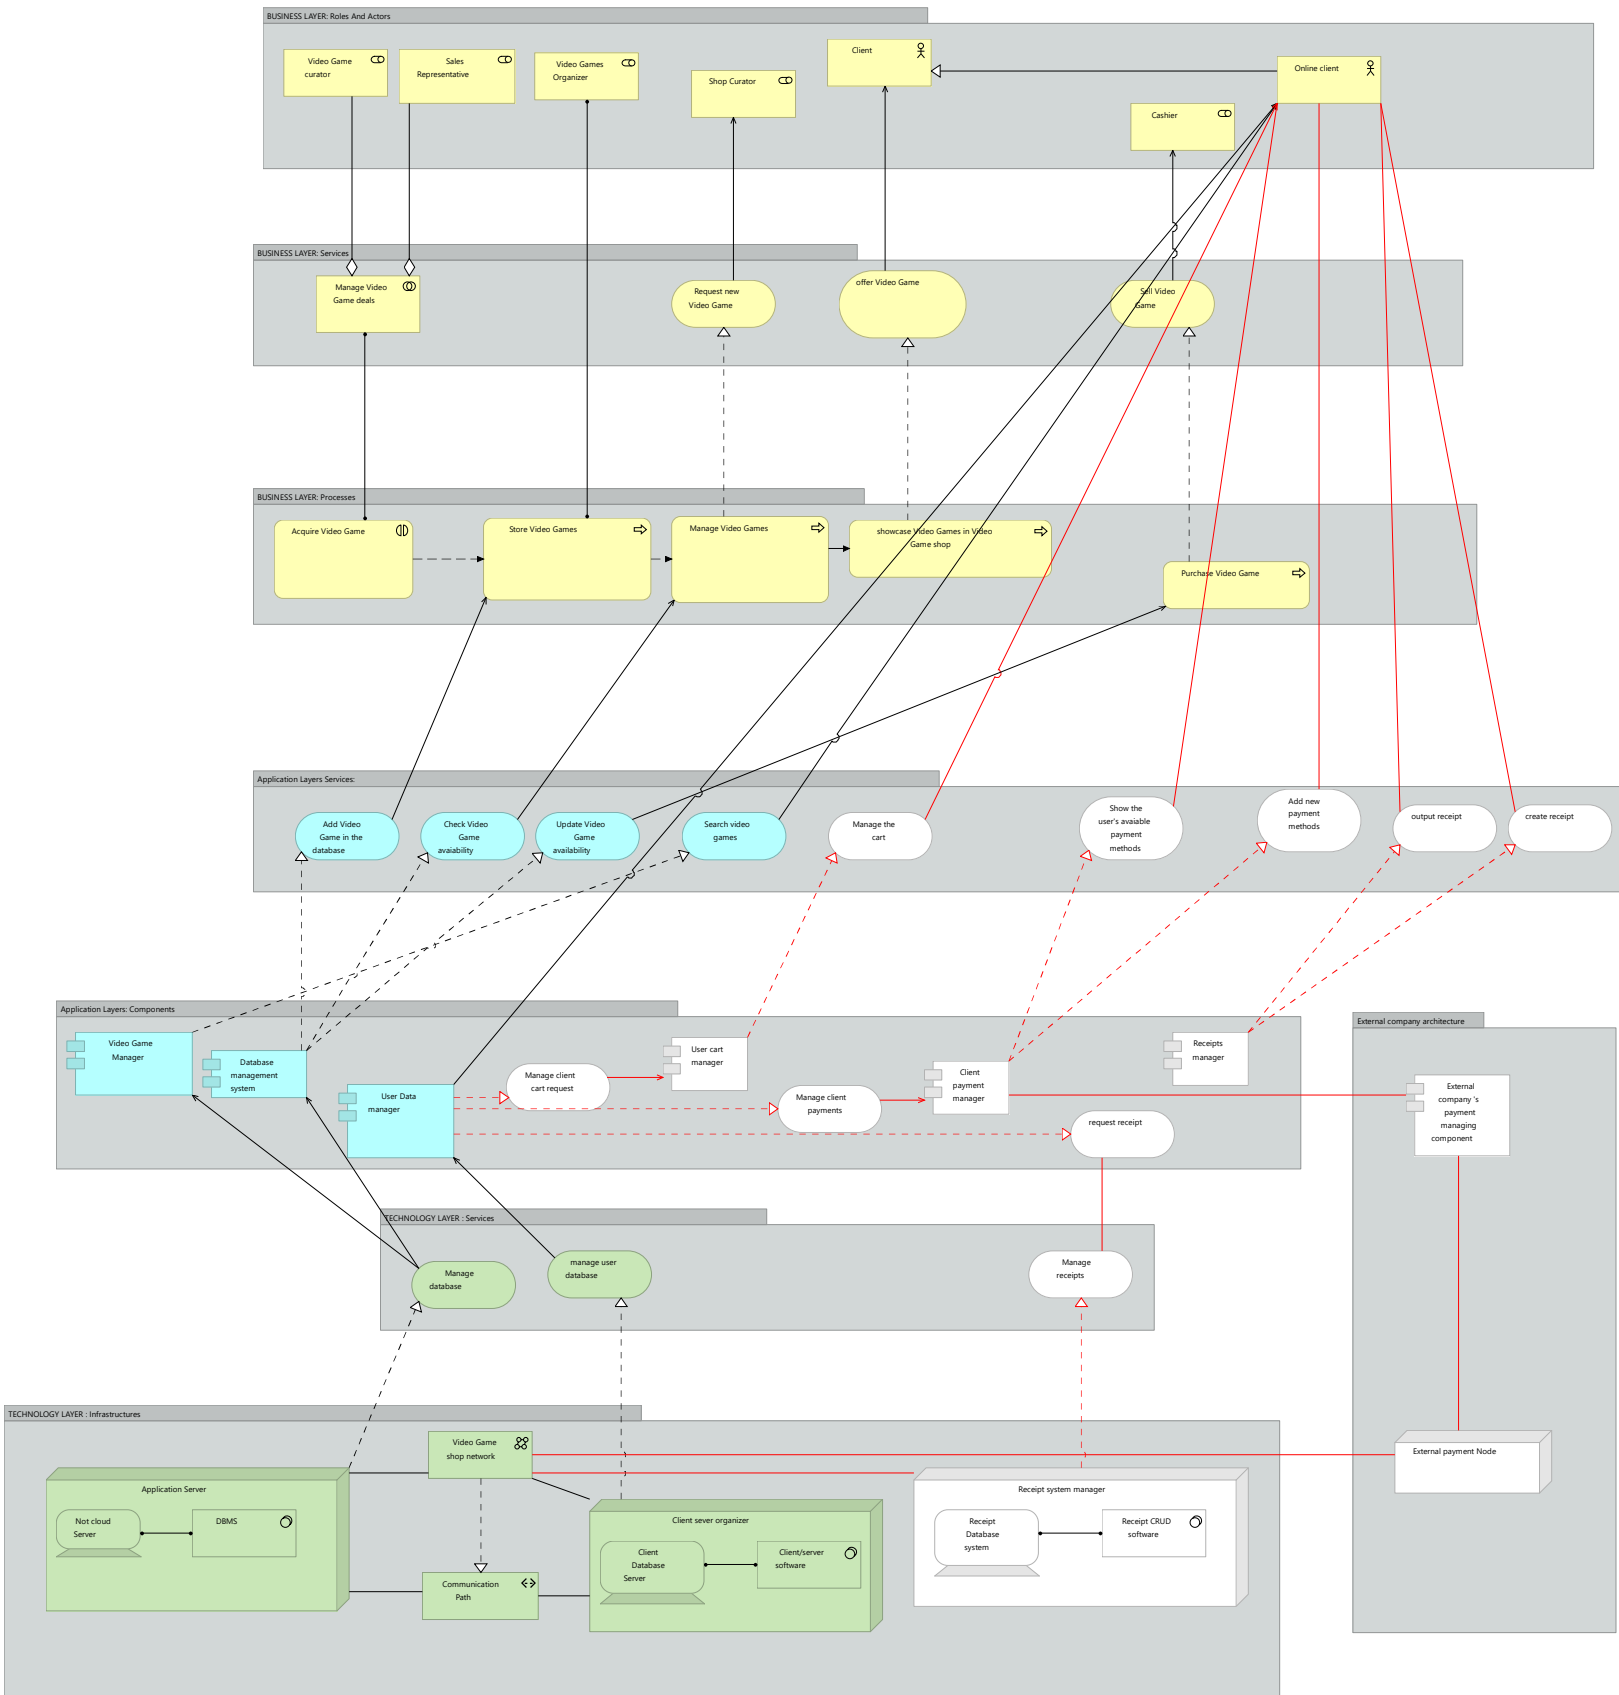 BUSINESS LAYER: Roles And Actors
Video Game
curator
Sales
Representative
Video Games
Organizer
Shop Curator
Client
Online client
Cashier
BUSINESS LAYER: Services
Manage Video
Game deals
Request new
Video Game
offer Video Game
Sell Video
Game
BUSINESS LAYER: Processes
Acquire Video Game
Store Video Games
Manage Video Games
showcase Video Games in Video
Game shop
Purchase Video Game
Application Layers Services:
Add Video
Game in the
database
Check Video
Game
avaiability
Update Video
Game
availability
Search video
games
Manage the
cart
Show the
user's avaiable
payment
methods
Add new
payment
methods
output receipt
create receipt
Application Layers: Components
Video Game
Manager
Database
management
system
User Data
manager
Manage client
cart request
User cart
manager
Manage client
payments
Client
payment
manager
request receipt
Receipts
manager
External company architecture
External
company 's
payment
managing
component
TECHNOLOGY LAYER : Services
Manage
database
manage user
database
Manage
receipts
TECHNOLOGY LAYER : Infrastructures
Video Game
shop network
External payment Node
Application Server
Not cloud
Server
DBMS
Communication
Path
Client sever organizer
Client
Database
Server
Client/server
software
Receipt system manager
Receipt
Database
system
Receipt CRUD
software